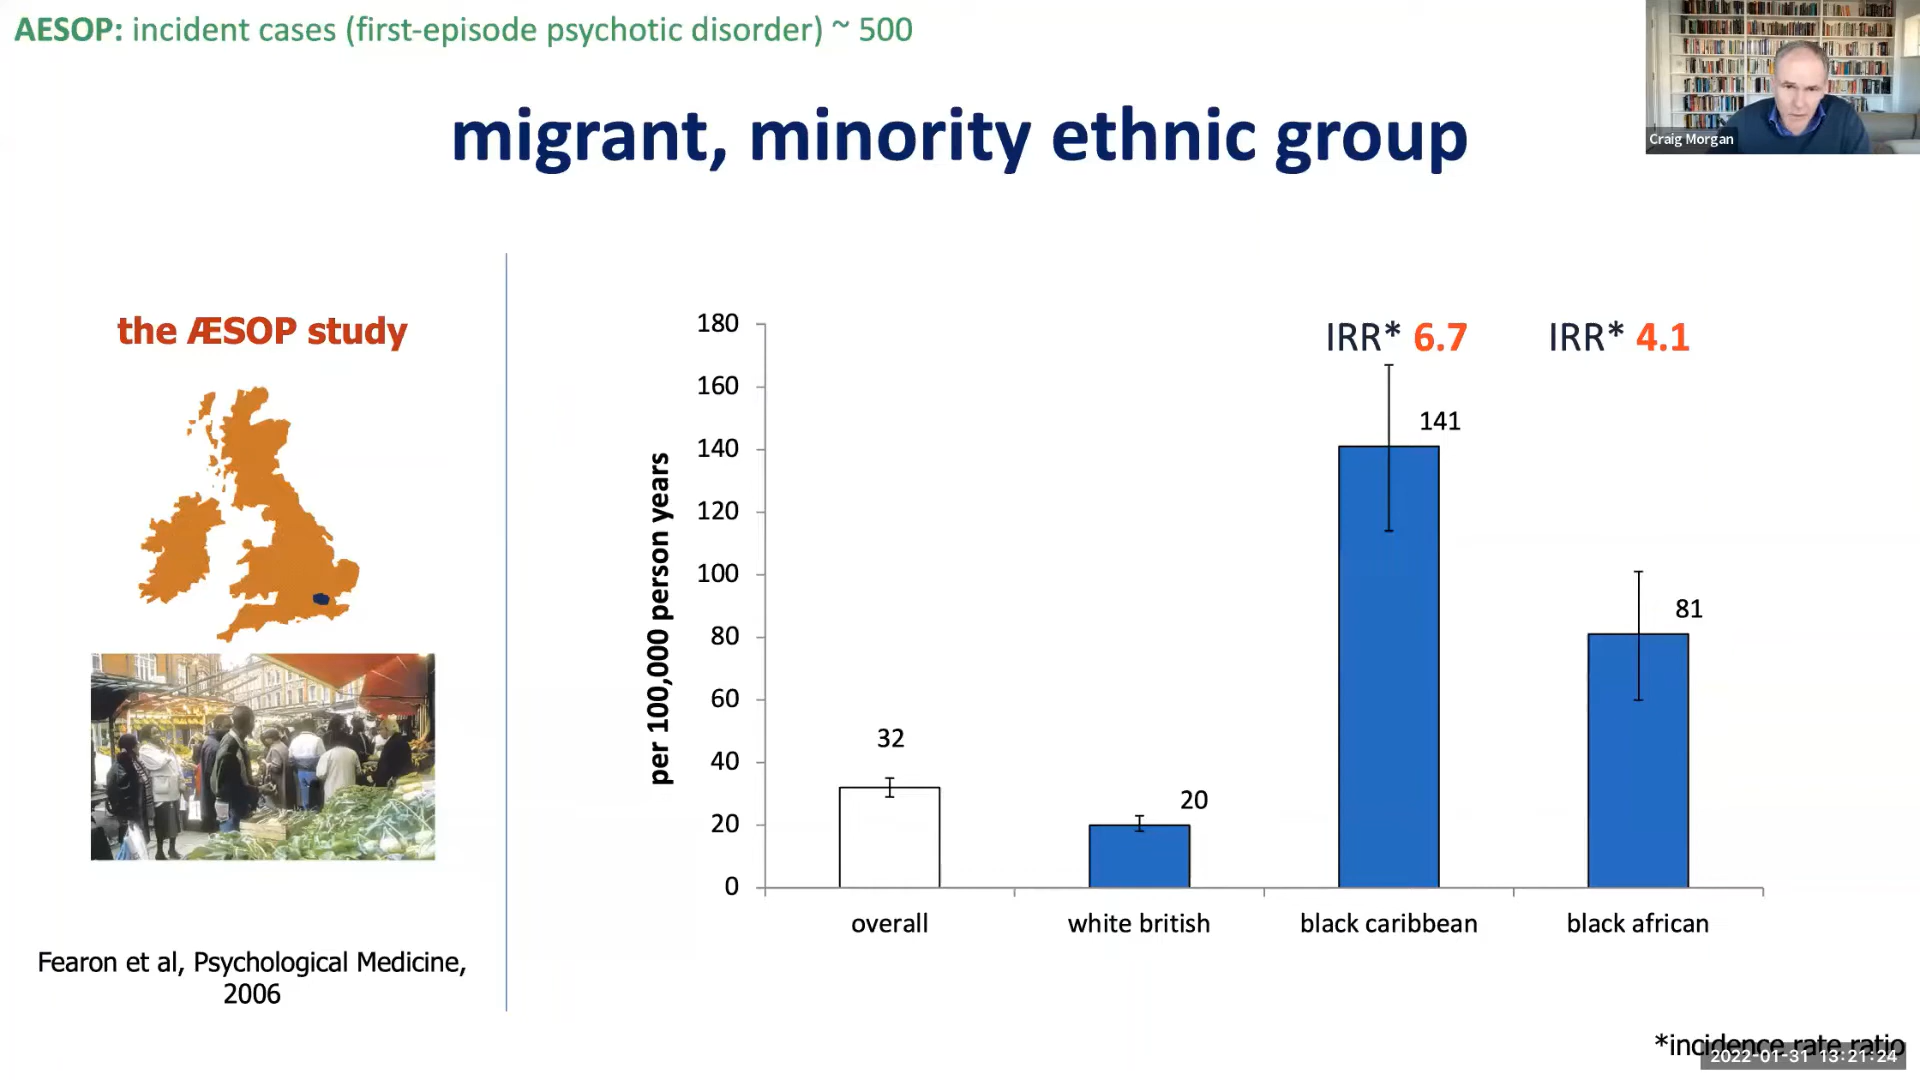 AESOP: incident cases (first-episode psychotic disorder) ~ 500
Craig Morgan
migrant, minority ethnic group
the ÆSOP study
Fearon et al, Psychological Medicine,
2006
per 100,000 person years
180
160
140
120
100
80
60
40
20
0
IRR* 6.7
IRR* 4.1
32
20
141
81
overall
white british
black caribbean
black african
*incidence rate ratio
2022-01-31 13:21:24